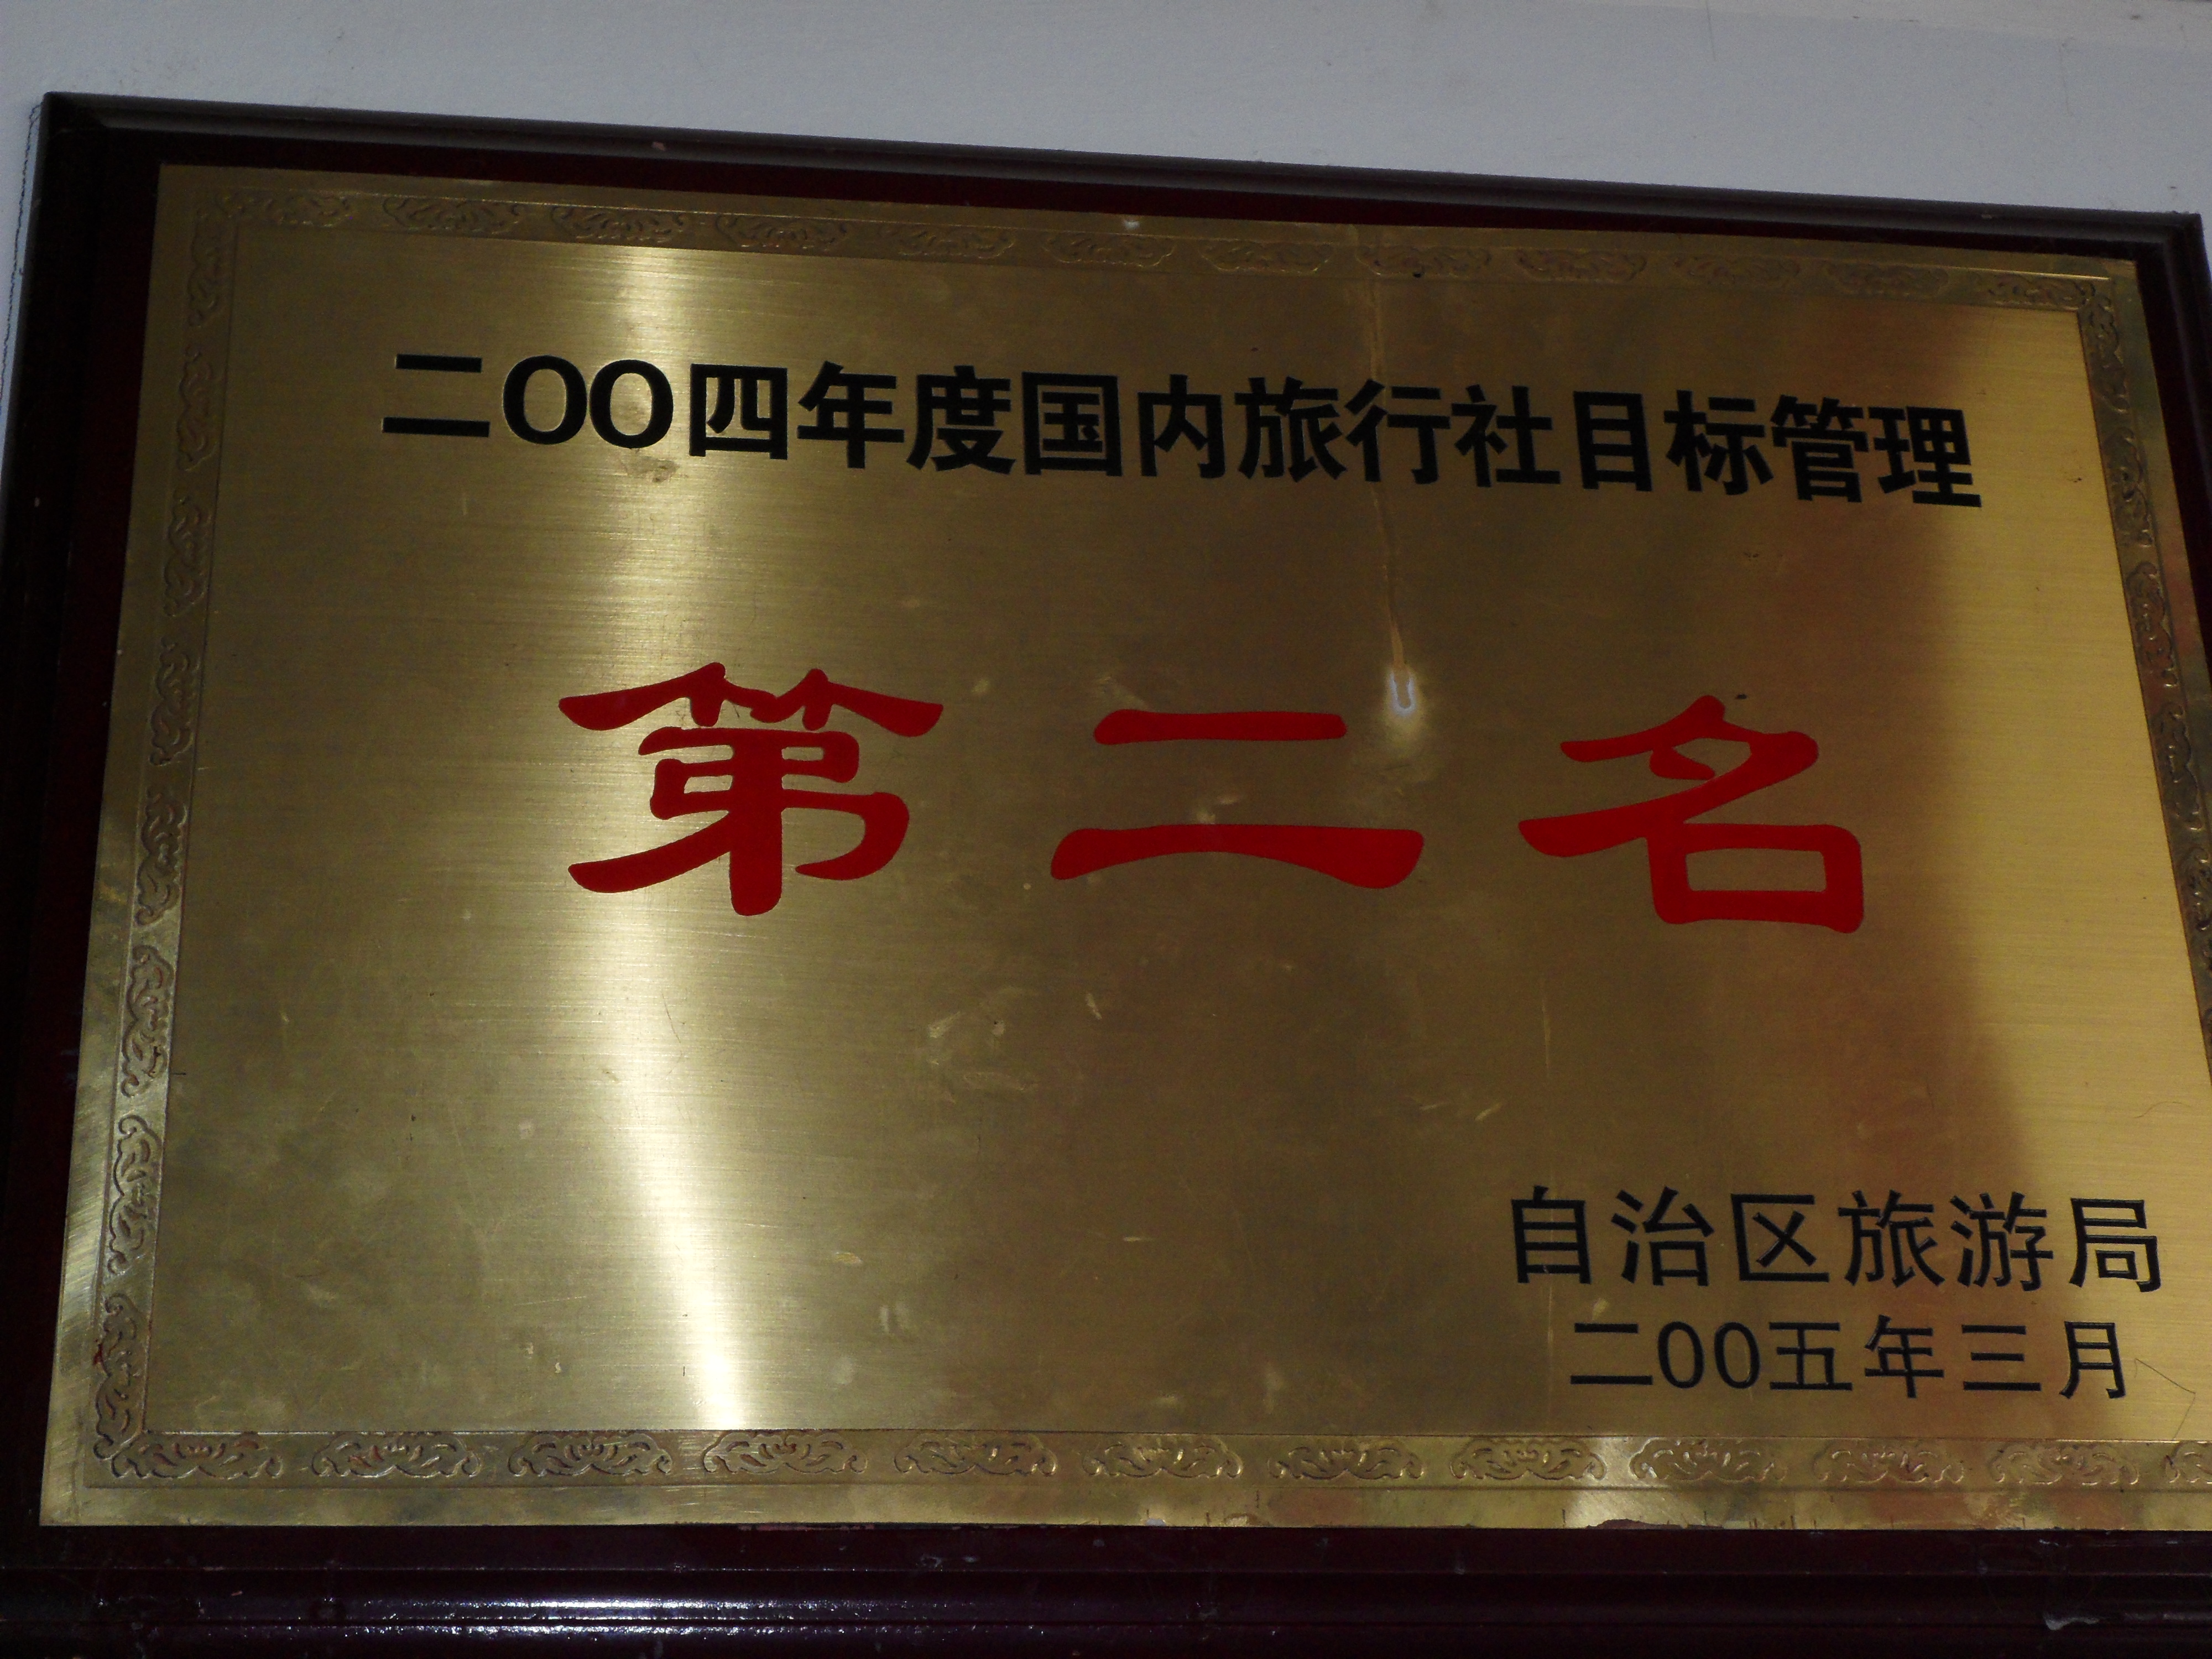 二OO四年度国内旅行社目标管理
第二名
自治区旅游局
二OO五年三月